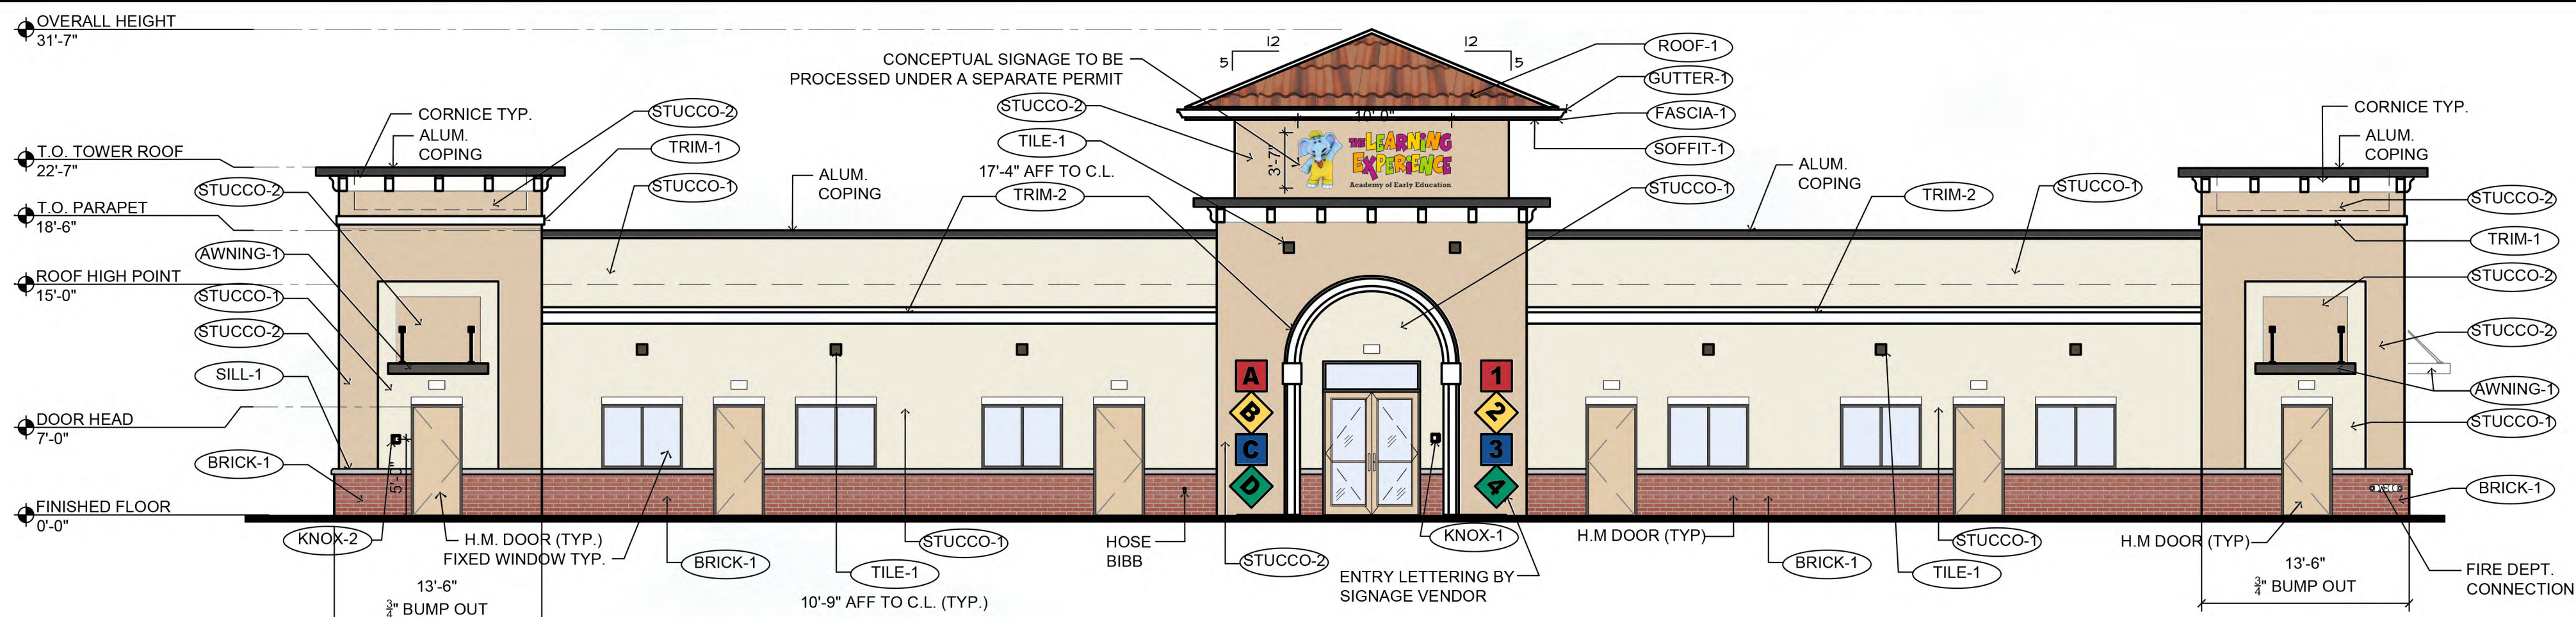 OVERALL HEIGHT
31'-7"
T.O. TOWER ROOF
22'-7"
T.O. PARAPET
18'-6"
ROOF HIGH POINT
15'-0"
DOOR HEAD
7'-0"
FINISHED FLOOR
0'-0"
STUCCO-2
AWNING-1
STUCCO-1
STUCCO-2
SILL-1
BRICK-1
KNOX-2
CORNICE TYP.
ALUM.
COPING
STUCCO-2
TRIM-1
STUCCO-1
ALUM.
COPING
CONCEPTUAL SIGNAGE TO BE
PROCESSED UNDER A SEPARATE PERMIT
STUCCO-2
TILE-1
17'-4" AFF TO C.L.
TRIM-2
5
12
12
5
10'-0"
3'-7"
THE LEARNING
EXPERIENCE
Academy of Early Education
ROOF-1
GUTTER-1
FASCIA-1
SOFFIT-1
STUCCO-1
ALUM.
COPING
TRIM-2
STUCCO-1
CORNICE TYP.
ALUM.
COPING
STUCCO-2
TRIM-1
STUCCO-2
STUCCO-2
AWNING-1
STUCCO-1
BRICK-1
A
B
C
D
1
2
3
4
5'-0"
H.M. DOOR (TYP.)
FIXED WINDOW TYP.
13'-6"
3/4" BUMP OUT
BRICK-1
TILE-1
10'-9" AFF TO C.L. (TYP.)
STUCCO-1
HOSE
BIBB
STUCCO-2
ENTRY LETTERING BY
SIGNAGE VENDOR
KNOX-1
H.M DOOR (TYP)
BRICK-1
TILE-1
STUCCO-1
H.M DOOR (TYP)
13'-6"
3/4" BUMP OUT
FIRE DEPT.
CONNECTION